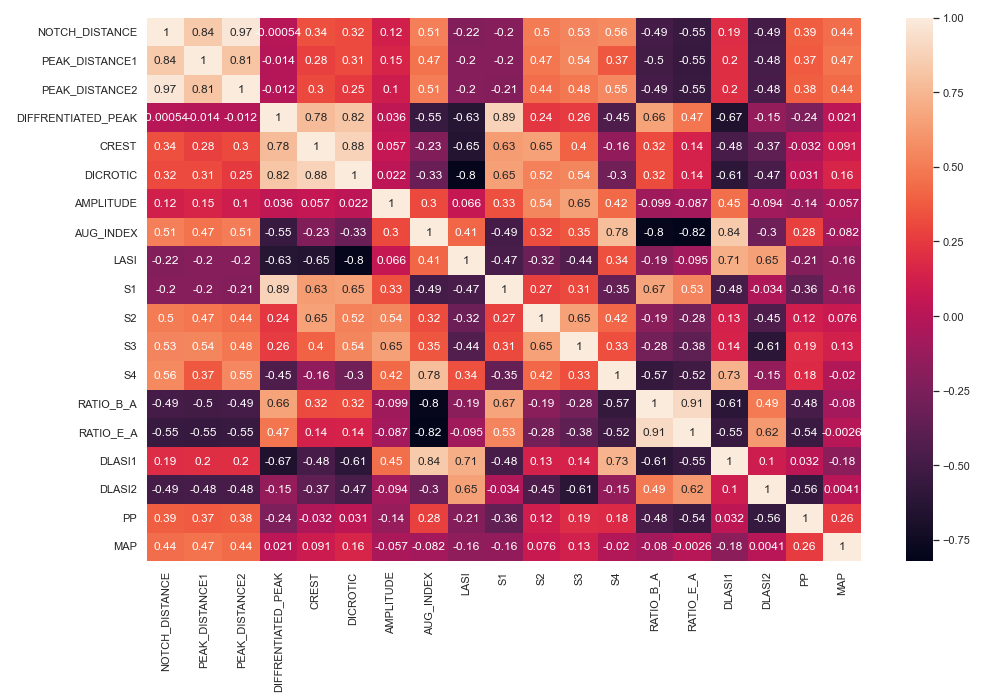 NOTCH_DISTANCE 1 0.84 0.97 0.00054 0.34 0.32 0.12 0.51 -0.22 -0.2 0.5 0.53 0.56 -0.49 -0.55 0.19 -0.49 0.39 0.44
PEAK_DISTANCE1 0.84 1 0.81 -0.014 0.28 0.31 0.15 0.47 -0.2 -0.2 0.47 0.54 0.37 -0.5 -0.55 0.2 -0.48 0.37 0.47
PEAK_DISTANCE2 0.97 0.81 1 -0.012 0.3 0.25 0.1 0.51 -0.2 -0.21 0.44 0.48 0.55 -0.49 -0.55 0.2 -0.48 0.38 0.44
DIFFRENTIATED_PEAK 0.00054 -0.014 -0.012 1 0.78 0.82 0.036 -0.55 -0.63 0.89 0.24 0.26 -0.45 0.66 0.47 -0.67 -0.15 -0.24 0.021
CREST 0.34 0.28 0.3 0.78 1 0.88 0.057 -0.23 -0.65 0.63 0.65 0.4 -0.16 0.32 0.14 -0.48 -0.37 -0.032 0.091
DICROTIC 0.32 0.31 0.25 0.82 0.88 1 0.022 -0.33 -0.8 0.65 0.52 0.54 -0.3 0.32 0.14 -0.61 -0.47 0.031 0.16
AMPLITUDE 0.12 0.15 0.1 0.036 0.057 0.022 1 0.3 0.066 0.33 0.54 0.65 0.42 -0.099 -0.087 0.45 -0.094 -0.14 -0.057
AUG_INDEX 0.51 0.47 0.51 -0.55 -0.23 -0.33 0.3 1 0.41 -0.49 0.32 0.35 0.78 -0.8 -0.82 0.84 -0.3 0.28 -0.082
LASI -0.22 -0.2 -0.2 -0.63 -0.65 -0.8 0.066 0.41 1 -0.47 -0.32 -0.44 0.34 -0.19 -0.095 0.71 0.65 -0.21 -0.16
S1 -0.2 -0.2 -0.21 0.89 0.63 0.65 0.33 -0.49 -0.47 1 0.27 0.31 -0.35 0.67 0.53 -0.48 -0.034 -0.36 -0.16
S2 0.5 0.47 0.44 0.24 0.65 0.52 0.54 0.32 -0.32 0.27 1 0.65 0.42 -0.19 -0.28 0.13 -0.45 0.12 0.076
S3 0.53 0.54 0.48 0.26 0.4 0.54 0.65 0.35 -0.44 0.31 0.65 1 0.33 -0.28 -0.38 0.14 -0.61 0.19 0.13
S4 0.56 0.37 0.55 -0.45 -0.16 -0.3 0.42 0.78 0.34 -0.35 0.42 0.33 1 -0.57 -0.52 0.73 -0.15 0.18 -0.02
RATIO_B_A -0.49 -0.5 -0.49 0.66 0.32 0.32 -0.099 -0.8 -0.19 0.67 -0.19 -0.28 -0.57 1 0.91 -0.61 0.49 -0.48 -0.08
RATIO_E_A -0.55 -0.55 -0.55 0.47 0.14 0.14 -0.087 -0.82 -0.095 0.53 -0.28 -0.38 -0.52 0.91 1 -0.55 0.62 -0.54 -0.0026
DLASI1 0.19 0.2 0.2 -0.67 -0.48 -0.61 0.45 0.84 0.71 -0.48 0.13 0.14 0.73 -0.61 -0.55 1 0.1 0.032 -0.18
DLASI2 -0.49 -0.48 -0.48 -0.15 -0.37 -0.47 -0.094 -0.3 0.65 -0.034 -0.45 -0.61 -0.15 0.49 0.62 0.1 1 -0.56 0.0041
PP 0.39 0.37 0.38 -0.24 -0.032 0.031 -0.14 0.28 -0.21 -0.36 0.12 0.19 0.18 -0.48 -0.54 0.032 -0.56 1 0.26
MAP 0.44 0.47 0.44 0.021 0.091 0.16 -0.057 -0.082 -0.16 -0.16 0.076 0.13 -0.02 -0.08 -0.0026 -0.18 0.0041 0.26 1
NOTCH_DISTANCE
PEAK_DISTANCE1
PEAK_DISTANCE2
DIFFRENTIATED_PEAK
CREST
DICROTIC
AMPLITUDE
AUG_INDEX
LASI
S1
S2
S3
S4
RATIO_B_A
RATIO_E_A
DLASI1
DLASI2
PP
MAP
1.00
0.75
0.50
0.25
0.00
-0.25
-0.50
-0.75